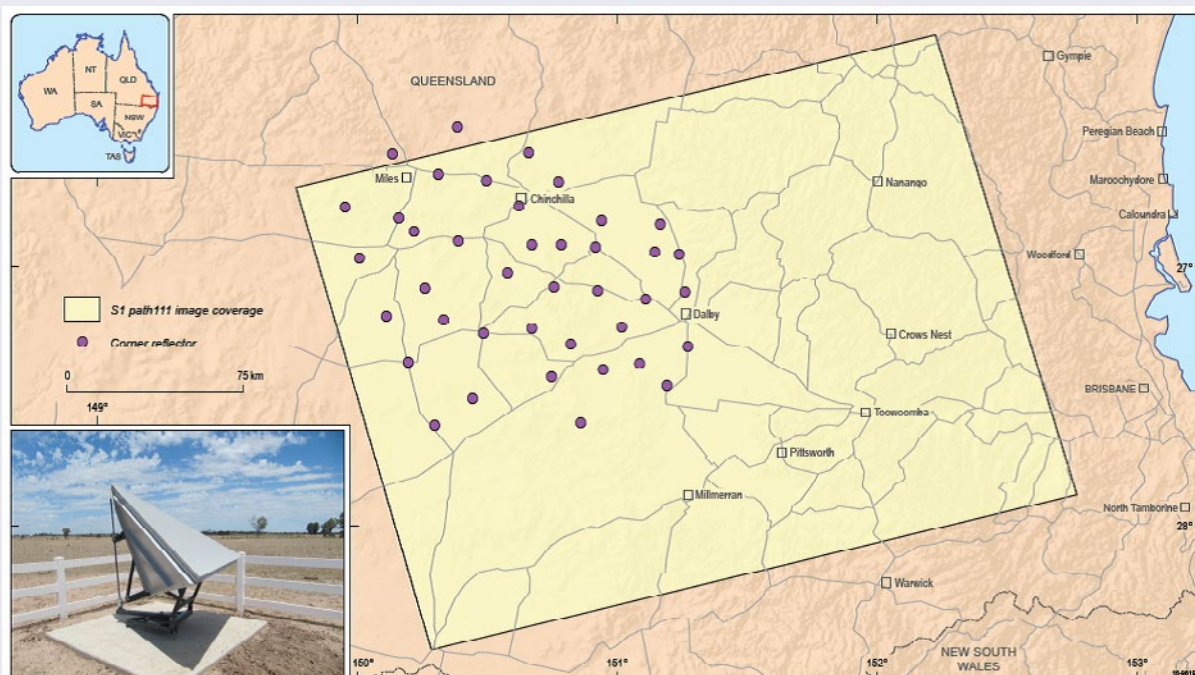 WA
NT
QLD
SA
NSW
VIC
TAS
QUEENSLAND
Gympie
Peregian Beach
Miles
Nanango
Maroochydore
Chinchilla
Caloundra
Woodford
27°
S1 path111 image coverage
Dalby
Corner reflector
Crows Nest
0
75 km
BRISBANE
149°
Toowoomba
Pittsworth
Millmerran
North Tamborine
28°
Warwick
NEW SOUTH
WALES
150°
151°
152°
153°